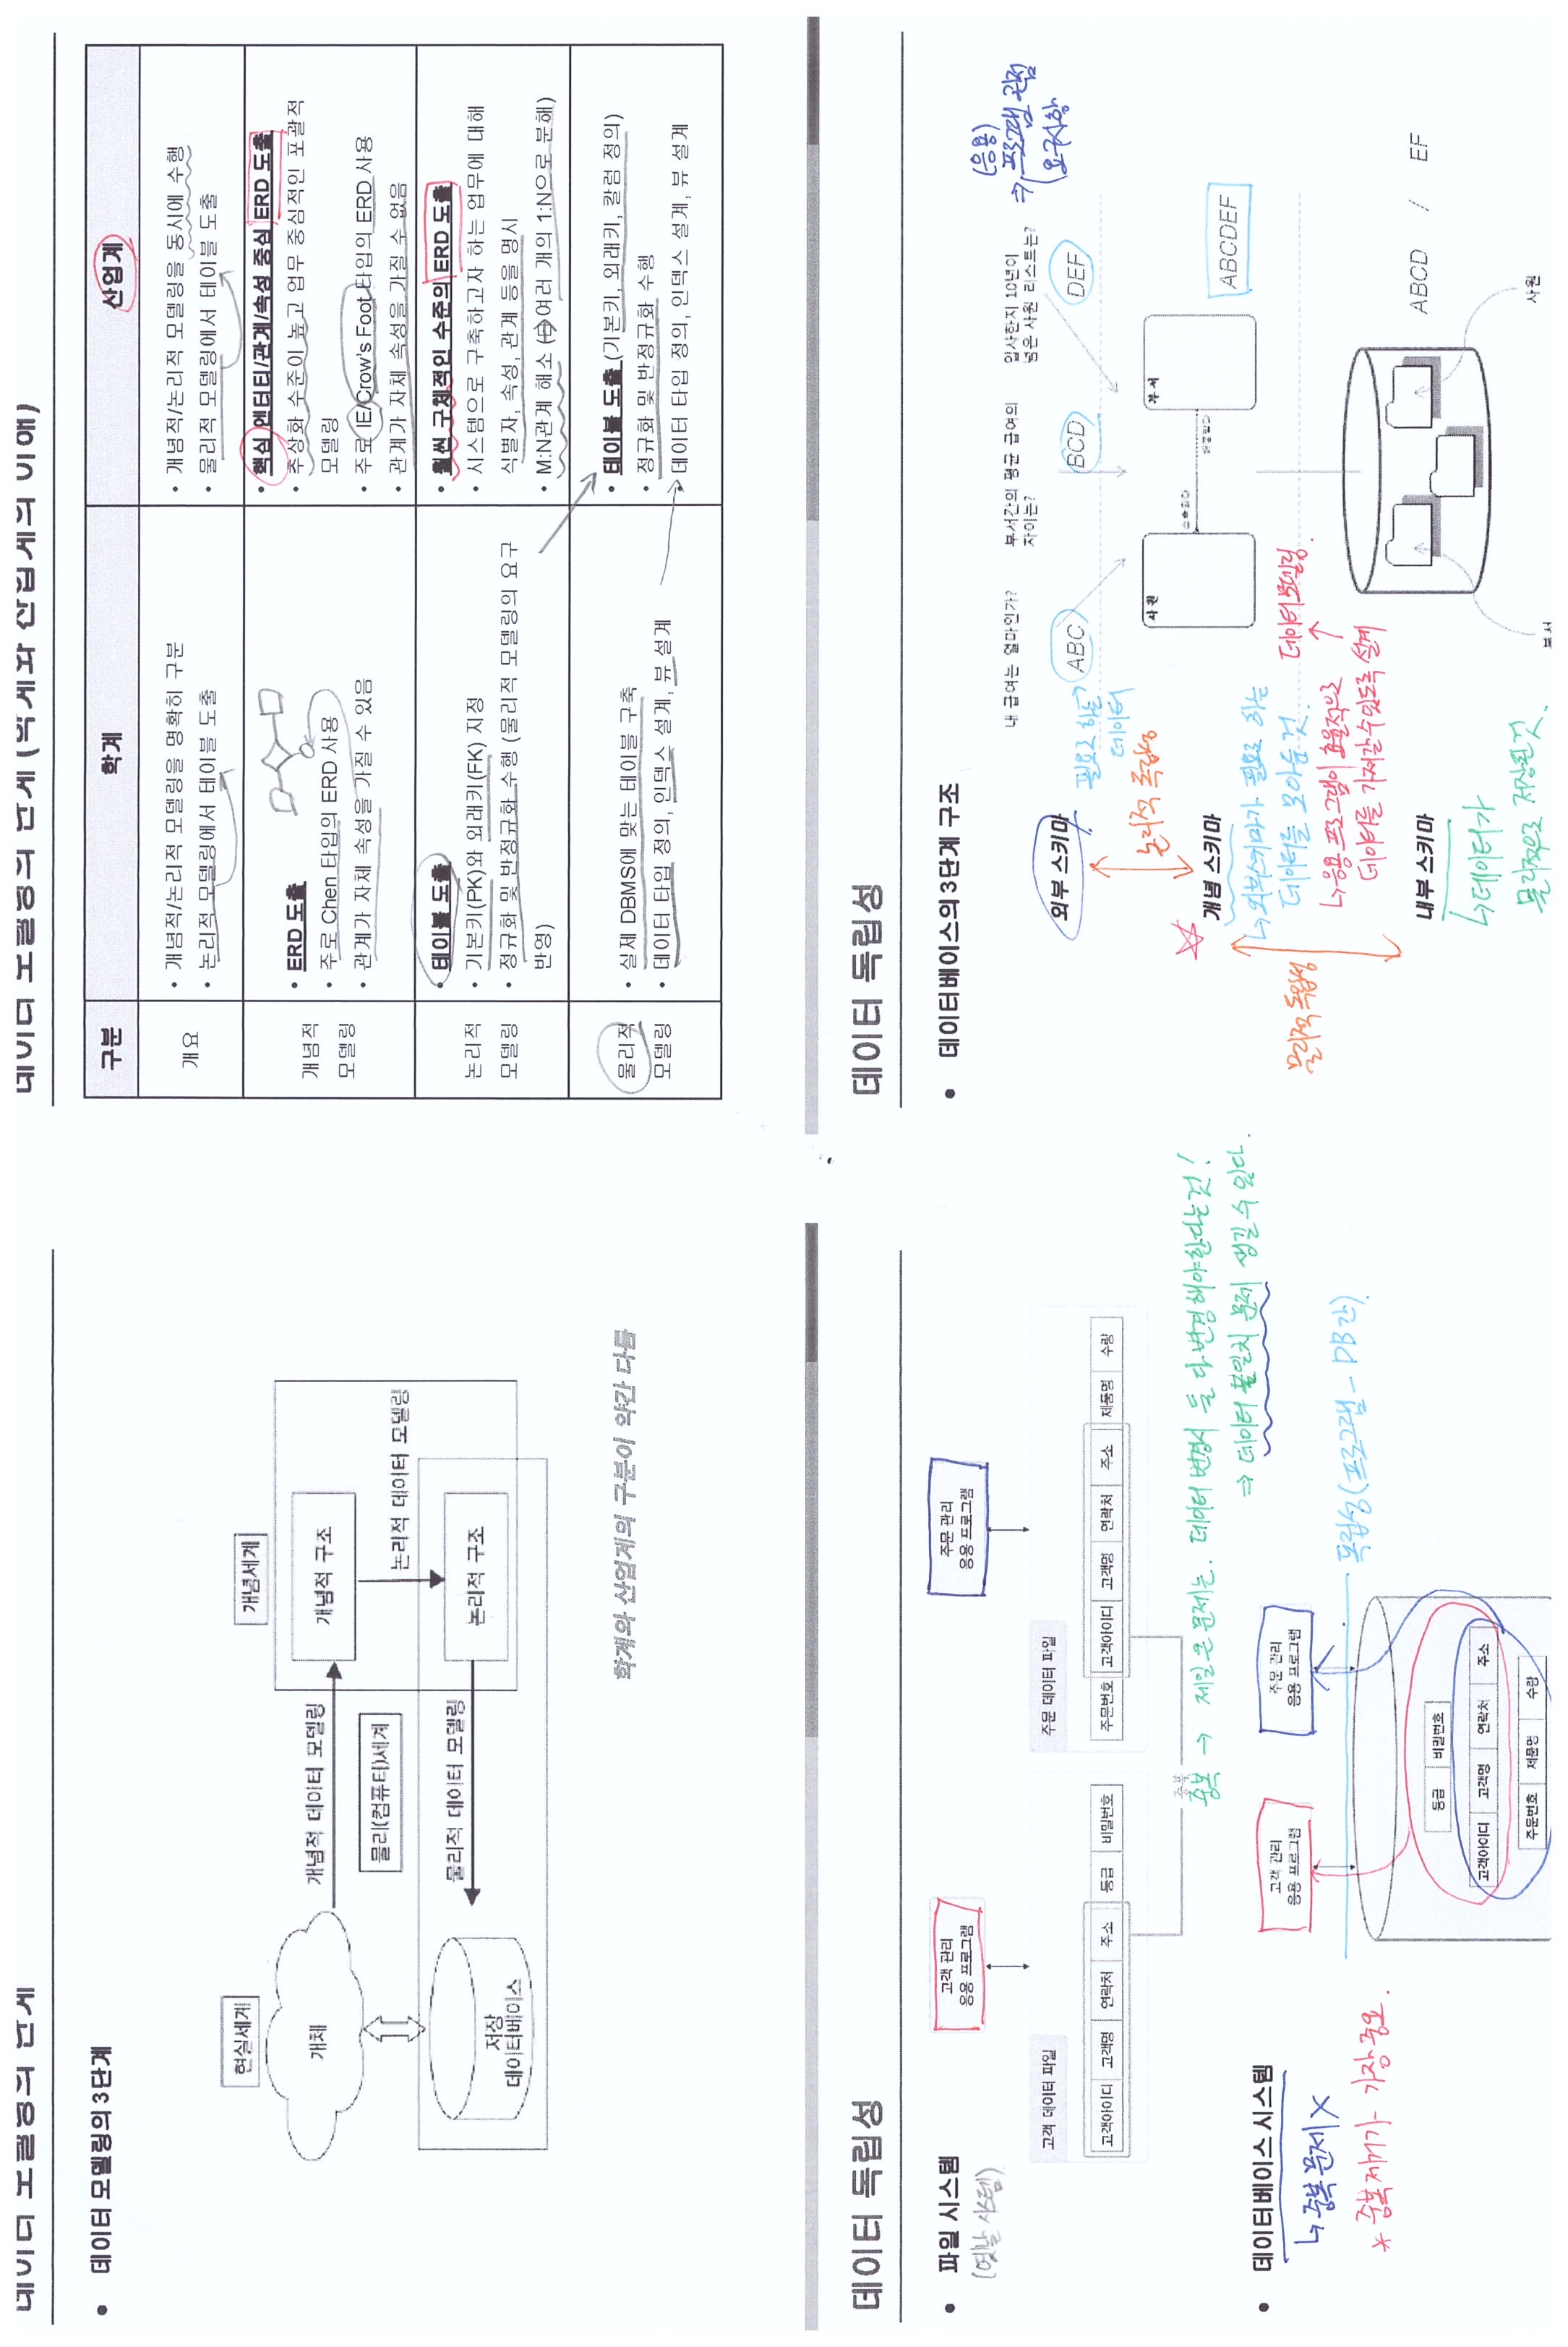 데이터 모델링의 단계
• 데이터 모델링의 3단계
현실세계
개체
개념적 데이터 모델링
개념세계
개념적 구조
물리(컴퓨터)세계
논리적 데이터 모델링
물리적 데이터 모델링
논리적 구조
저장
데이터베이스
학계와 산업계의 구분이 약간 다름
데이터 모델링의 단계 (학계와 산업계의 이해)
구분 학계 산업계
개요
• 개념적/논리적 모델링을 명확히 구분
• 논리적 모델링에서 테이블 도출
• 개념적/논리적 모델링을 동시에 수행
• 물리적 모델링에서 테이블 도출
개념적
모델링
• ERD 도출
• 주로 Chen 타입의 ERD 사용
• 관계가 자체 속성을 가질 수 있음
• 핵심 엔터티/관계/속성 중심 ERD 도출
• 추상화 수준이 높고 업무 중심적인 포괄적
모델링
• 주로 IE/Crow's Foot 타입의 ERD 사용
• 관계가 자체 속성을 가질 수 없음
논리적
모델링
• 테이블 도출
• 기본키(PK)와 외래키(FK) 지정
• 정규화 및 반정규화 수행 (물리적 모델링의 요구
반영)
• 훨씬 구체적인 수준의 ERD 도출
• 시스템으로 구축하고자 하는 업무에 대해
식별자, 속성, 관계 등을 명시
• M:N관계 해소 (⇒여러 개의 1:N으로 분해)
물리적
모델링
• 실제 DBMS에 맞는 테이블 구축
• 데이터 타입 정의, 인덱스 설계, 뷰 설계
• 테이블 도출 (기본키, 외래키, 칼럼 정의)
• 정규화 및 반정규화 수행
• 데이터 타입 정의, 인덱스 설계, 뷰 설계
데이터 독립성
• 파일 시스템
(옛날 시스템)
고객 관리
응용 프로그램
주문 관리
응용 프로그램
고객 데이터 파일
고객아이디 고객명 연락처 주소 등급 비밀번호
주문 데이터 파일
주문번호 고객아이디 고객명 연락처 주소 제품명 수량
중복
중복 → 제일 큰 문제는. 데이터 변경시 둘 다 변경해야한다는것!
⇒ 데이터 불일치 문제 생길 수 있다.
• 데이터베이스 시스템
↳ 중복 문제 X
* 중복제거가 가장 중요.
고객 관리
응용 프로그램
주문 관리
응용 프로그램
독립성(프로그램 - DB간)
등급 비밀번호
고객아이디 고객명 연락처 주소
주문번호 제품명 수량
데이터 독립성
• 데이터베이스의 3단계 구조
내 급여는 얼마인가?
부서간의 평균 급여의
차이는?
입사한지 10년이
넘은 사원 리스트는?
(응용)
⇒ 프로그램 관점
요구사항
외부 스키마
필요로 하는 →
데이터
ABC
BCD
DEF
논리적 독립성
사원
부서
소속되다
ABCDEF
개념 스키마
↳ 외부스키마가 필요로 하는
데이터를 모아둔 것.
데이터모델링.
↳ 응용 프로그램이 효율적으로
데이터를 가져갈 수 있도록 설계
물리적 독립성
내부 스키마
↳ 데이터가
물리적으로 저장된것.
ABCD / EF
부서
사원